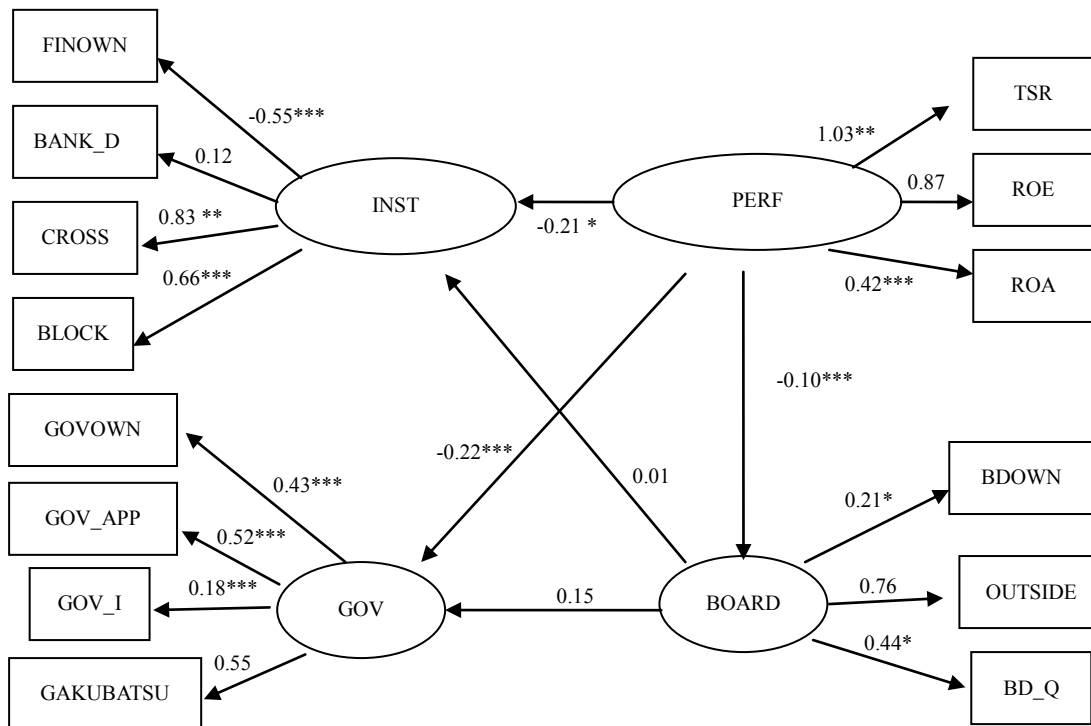 FINOWN
-0.55***
BANK_D
0.12
CROSS
0.83 **
BLOCK
0.66***
INST
-0.21 *
PERF
1.03**
TSR
0.87
ROE
0.42***
ROA
-0.10***
-0.22***
0.01
GOVOWN
0.43***
GOV_APP
0.52***
GOV_I
0.18***
GAKUBATSU
0.55
GOV
0.15
BOARD
0.21*
BDOWN
0.76
OUTSIDE
0.44*
BD_Q